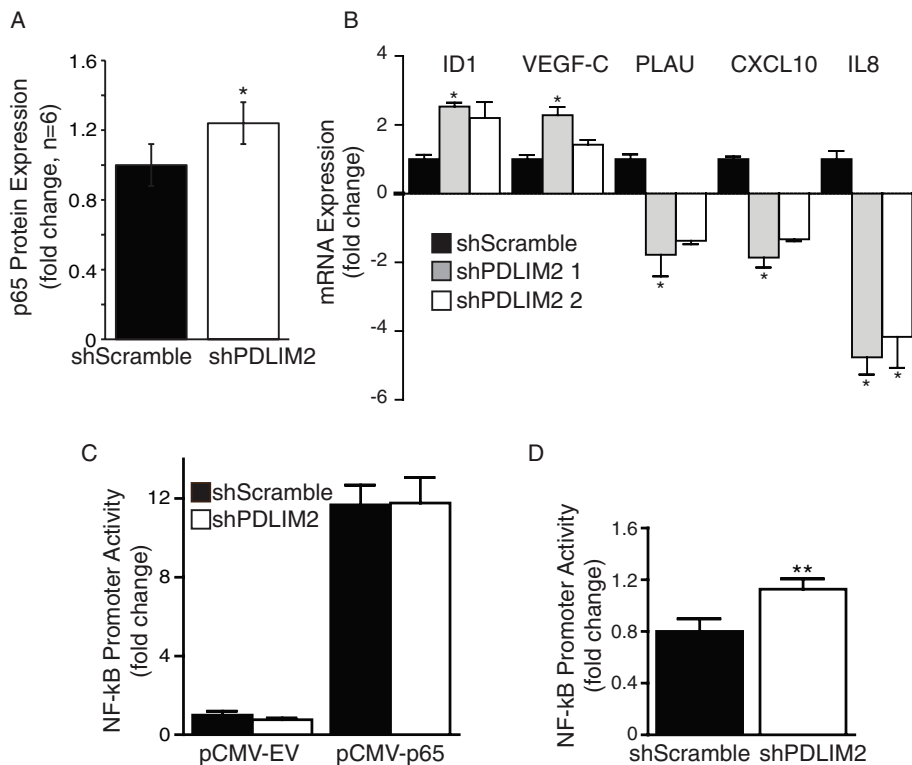 A
p65 Protein Expression
(fold change, n=6)
1.6
1.2
0.8
0.4
0
*
shScramble
shPDLIM2
B
mRNA Expression
(fold change)
4
2
0
-2
-4
-6
ID1
VEGF-C
PLAU
CXCL10
IL8
*
*
*
*
*
*
shScramble
shPDLIM2 1
shPDLIM2 2
C
NF-kB Promoter Activity
(fold change)
12
8
4
0
shScramble
shPDLIM2
pCMV-EV
pCMV-p65
D
NF-kB Promoter Activity
(fold change)
1.6
1.2
0.8
0.4
0
**
shScramble
shPDLIM2